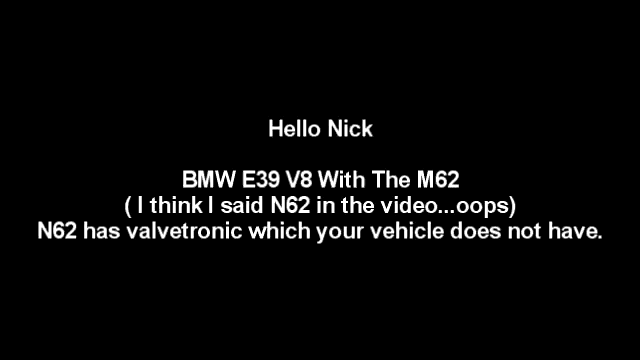 Hello Nick
BMW E39 V8 With The M62
( I think I said N62 in the video...oops)
N62 has valvetronic which your vehicle does not have.